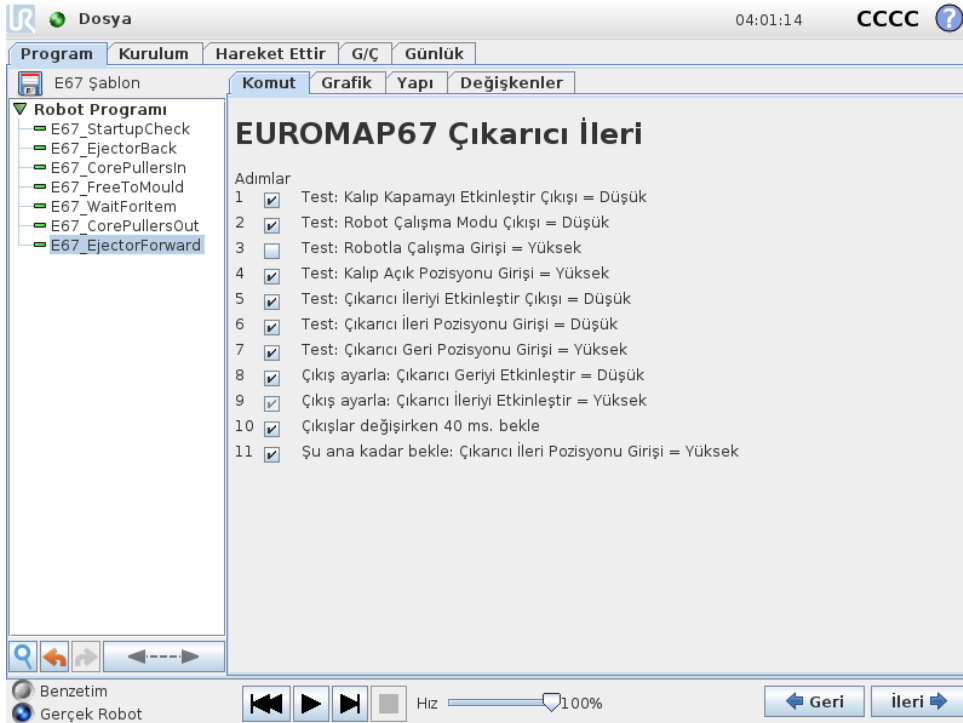 UR Dosya 04:01:14 CCCC ?
Program Kurulum Hareket Ettir G/Ç Günlük
E67 Şablon Komut Grafik Yapı Değişkenler
Robot Programı
E67_StartupCheck
E67_EjectorBack
E67_CorePullersIn
E67_FreeToMould
E67_WaitForItem
E67_CorePullersOut
E67_EjectorForward
EUROMAP67 Çıkarıcı İleri
Adımlar
1 Test: Kalıp Kapamayı Etkinleştir Çıkışı = Düşük
2 Test: Robot Çalışma Modu Çıkışı = Düşük
3 Test: Robotla Çalışma Girişi = Yüksek
4 Test: Kalıp Açık Pozisyonu Girişi = Yüksek
5 Test: Çıkarıcı İleriyi Etkinleştir Çıkışı = Düşük
6 Test: Çıkarıcı İleri Pozisyonu Girişi = Düşük
7 Test: Çıkarıcı Geri Pozisyonu Girişi = Yüksek
8 Çıkış ayarla: Çıkarıcı Geriyi Etkinleştir = Düşük
9 Çıkış ayarla: Çıkarıcı İleriyi Etkinleştir = Yüksek
10 Çıkışlar değişirken 40 ms. bekle
11 Şu ana kadar bekle: Çıkarıcı İleri Pozisyonu Girişi = Yüksek
Benzetim
Gerçek Robot
Hız 100%
Geri İleri